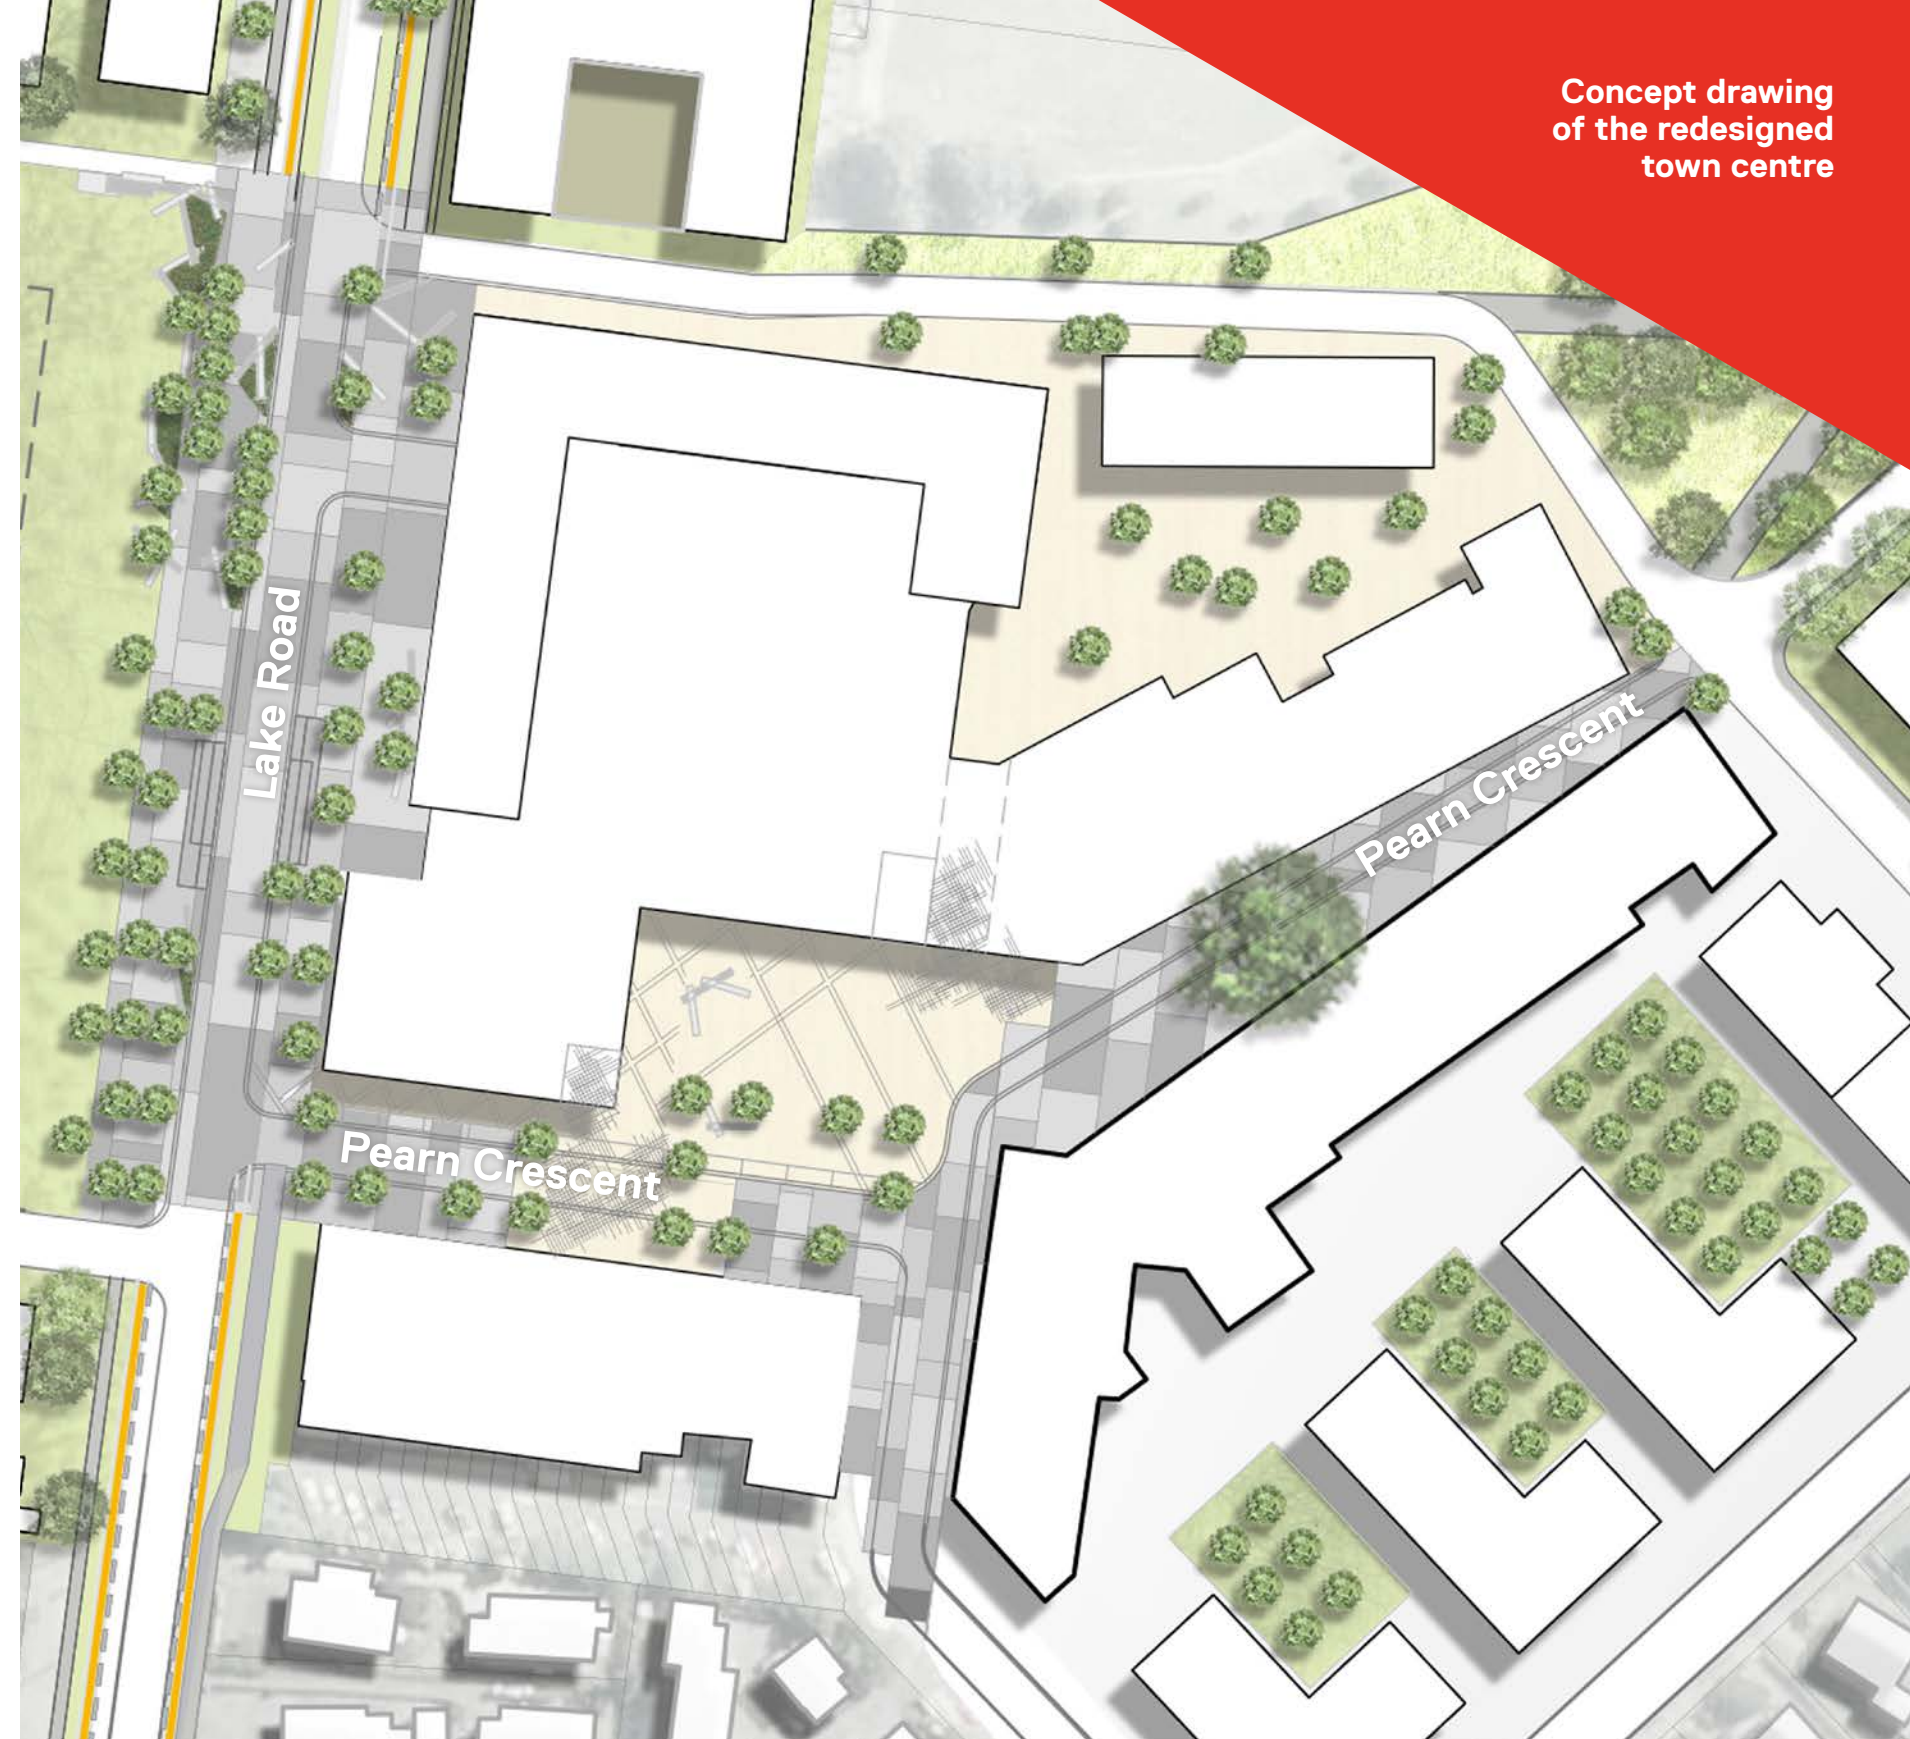 Concept drawing
of the redesigned
town centre
Lake Road
Pearn Crescent
Pearn Crescent